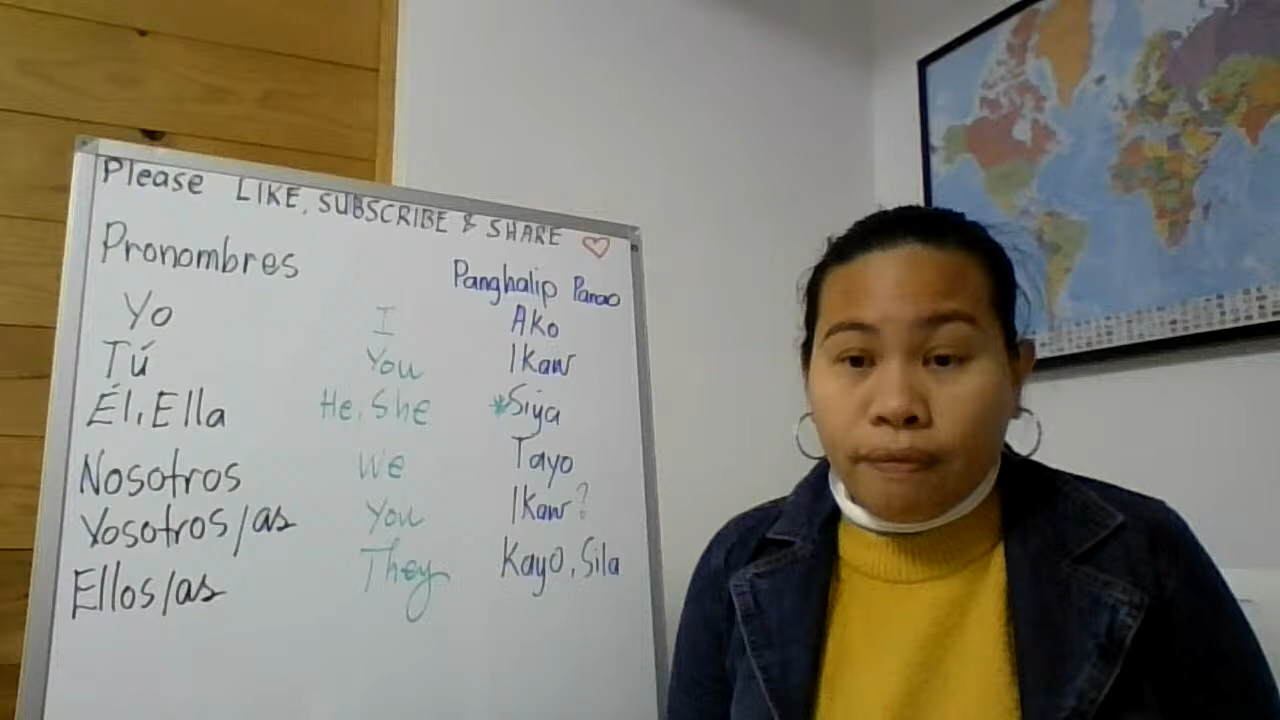 Please LIKE, SUBSCRIBE & SHARE
Pronombres Panghalip Panao
Yo I Ako
Tú You Ikaw
Él, Ella He, She *Siya
Nosotros We Tayo
Vosotros/as You Ikaw?
Ellos/as They Kayo, Sila